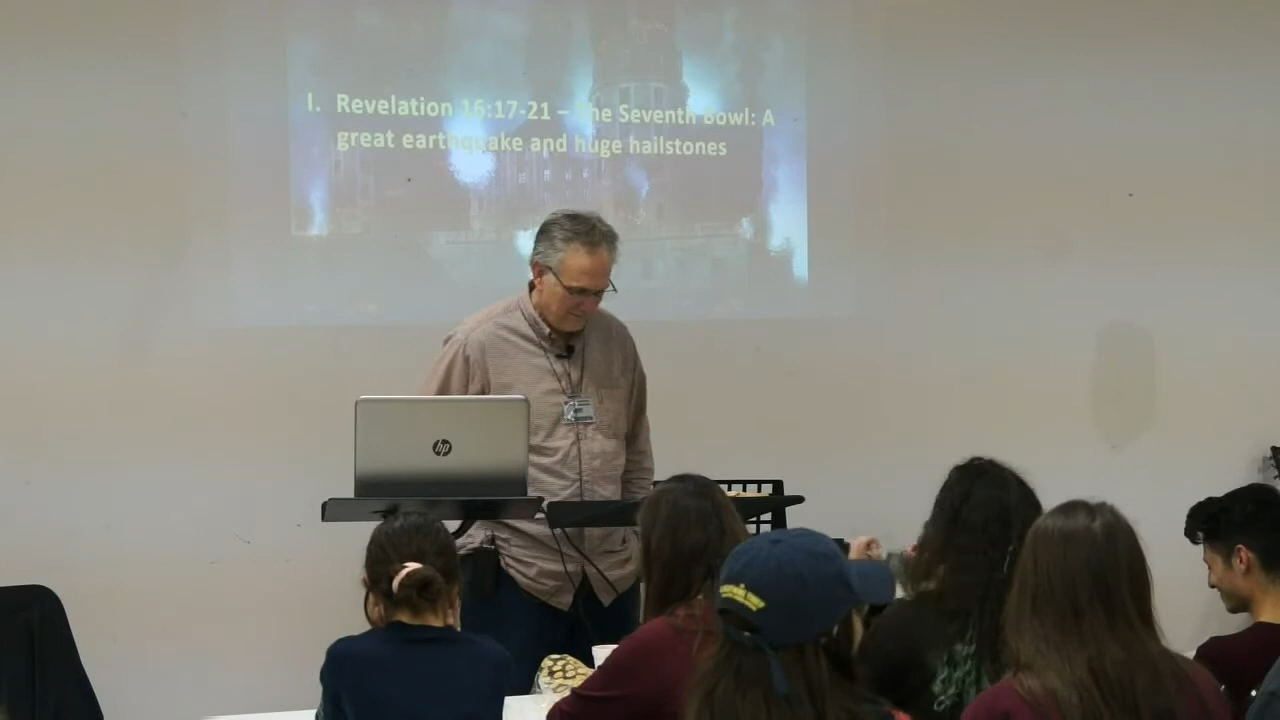 I. Revelation 16:17-21 – The Seventh Bowl: A
great earthquake and huge hailstones
hp